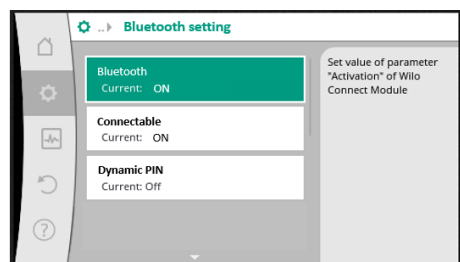 .. Bluetooth setting
Bluetooth
Current: ON
Connectable
Current: ON
Dynamic PIN
Current: Off
Set value of parameter
"Activation" of Wilo
Connect Module
?